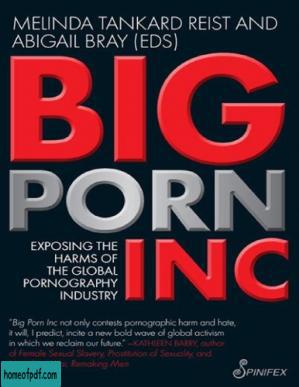 MELINDA TANKARD REIST AND
ABIGAIL BRAY (EDS)
BIG
PORN
INC
EXPOSING THE
HARMS OF
THE GLOBAL
PORNOGRAPHY
INDUSTRY
"Big Porn Inc not only contests pornographic harm and hate,
it will, I predict, incite a new bold wave of global activism
in which we reclaim our future."—KATHLEEN BARRY, author
of Female Sexual Slavery, Prostitution of Sexuality, and
Remaking Men
SPINIFEX
homeofpdf.com